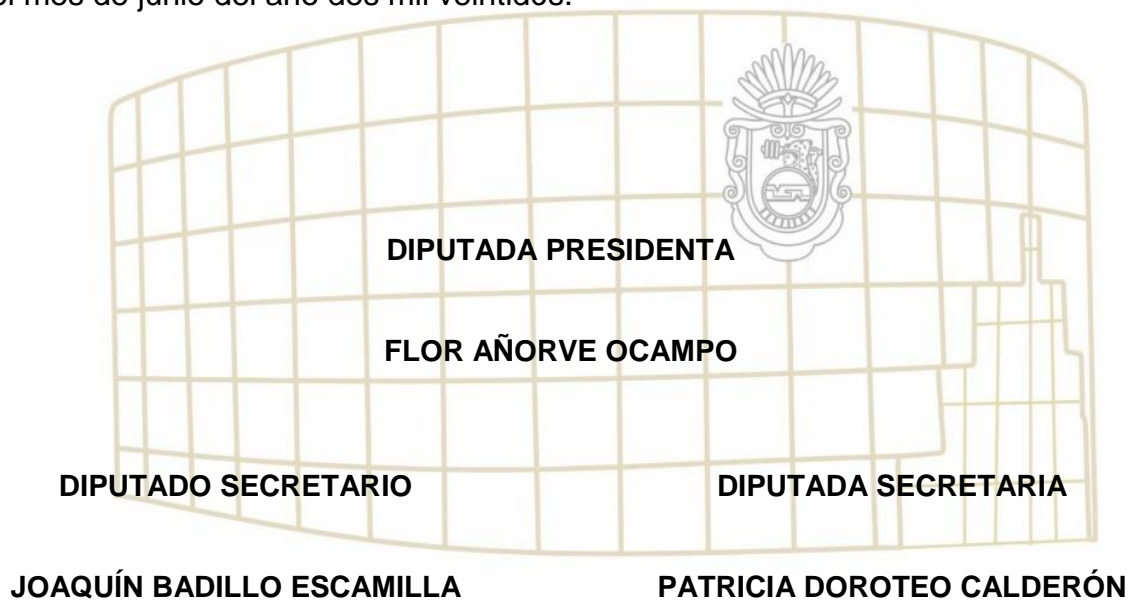 mes de junio del año dos mil veintidós.
DIPUTADA PRESIDENTA
FLOR AÑORVE OCAMPO
DIPUTADO SECRETARIO
DIPUTADA SECRETARIA
JOAQUÍN BADILLO ESCAMILLA
PATRICIA DOROTEO CALDERÓN